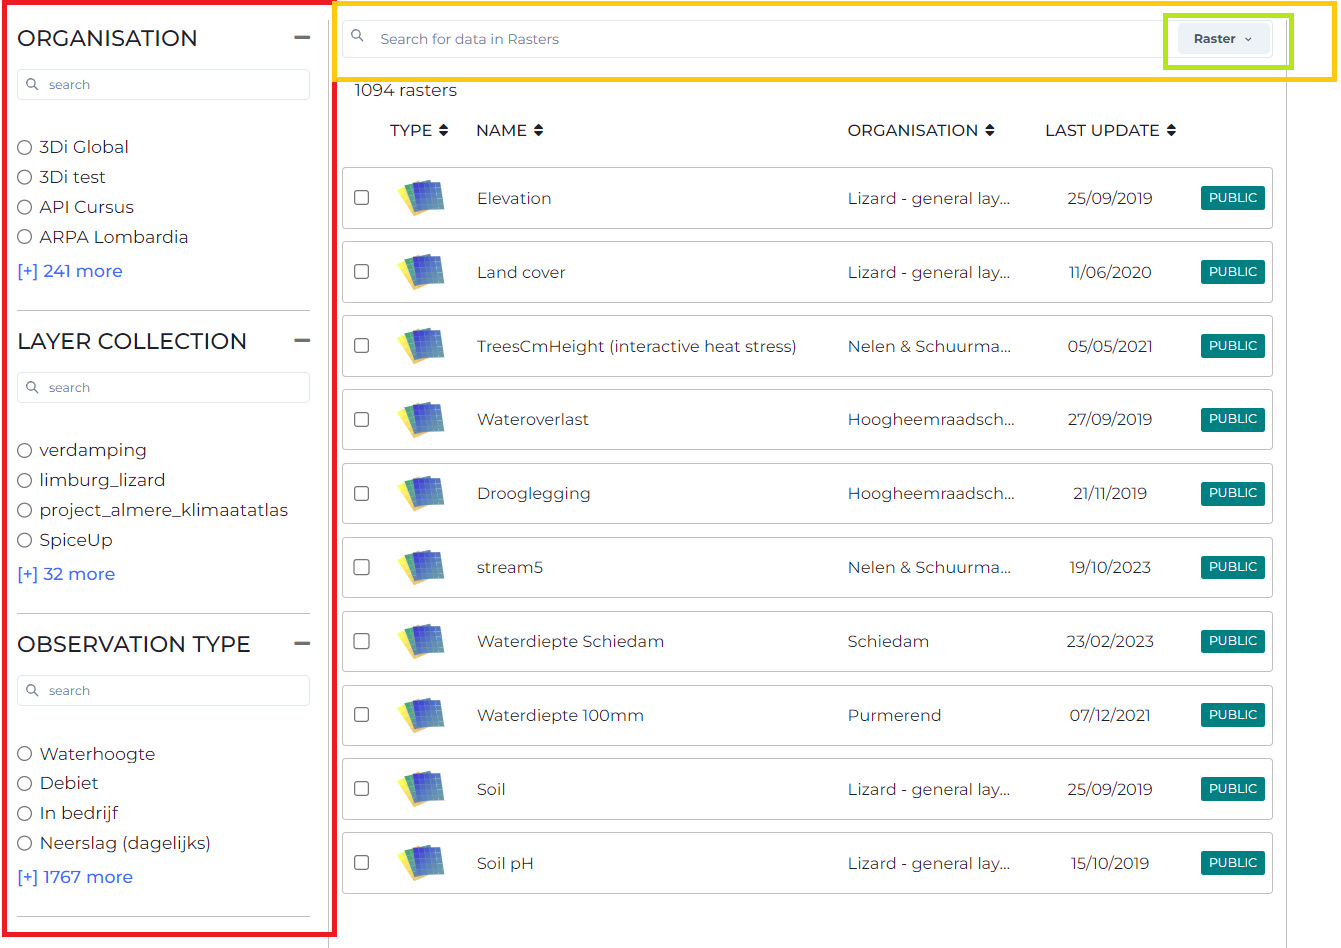 ORGANISATION
search
3Di Global
3Di test
API Cursus
ARPA Lombardia
[+] 241 more
LAYER COLLECTION
search
verdamping
limburg_lizard
project_almere_klimaatatlas
SpiceUp
[+] 32 more
OBSERVATION TYPE
search
Waterhoogte
Debiet
In bedrijf
Neerslag (dagelijks)
[+] 1767 more
Search for data in Rasters
Raster
1094 rasters
TYPE NAME ORGANISATION LAST UPDATE
Elevation Lizard - general lay... 25/09/2019 PUBLIC
Land cover Lizard - general lay... 11/06/2020 PUBLIC
TreesCmHeight (interactive heat stress) Nelen & Schuurma... 05/05/2021 PUBLIC
Wateroverlast Hoogheemraadsch... 27/09/2019 PUBLIC
Drooglegging Hoogheemraadsch... 21/11/2019 PUBLIC
stream5 Nelen & Schuurma... 19/10/2023 PUBLIC
Waterdiepte Schiedam Schiedam 23/02/2023 PUBLIC
Waterdiepte 100mm Purmerend 07/12/2021 PUBLIC
Soil Lizard - general lay... 25/09/2019 PUBLIC
Soil pH Lizard - general lay... 15/10/2019 PUBLIC